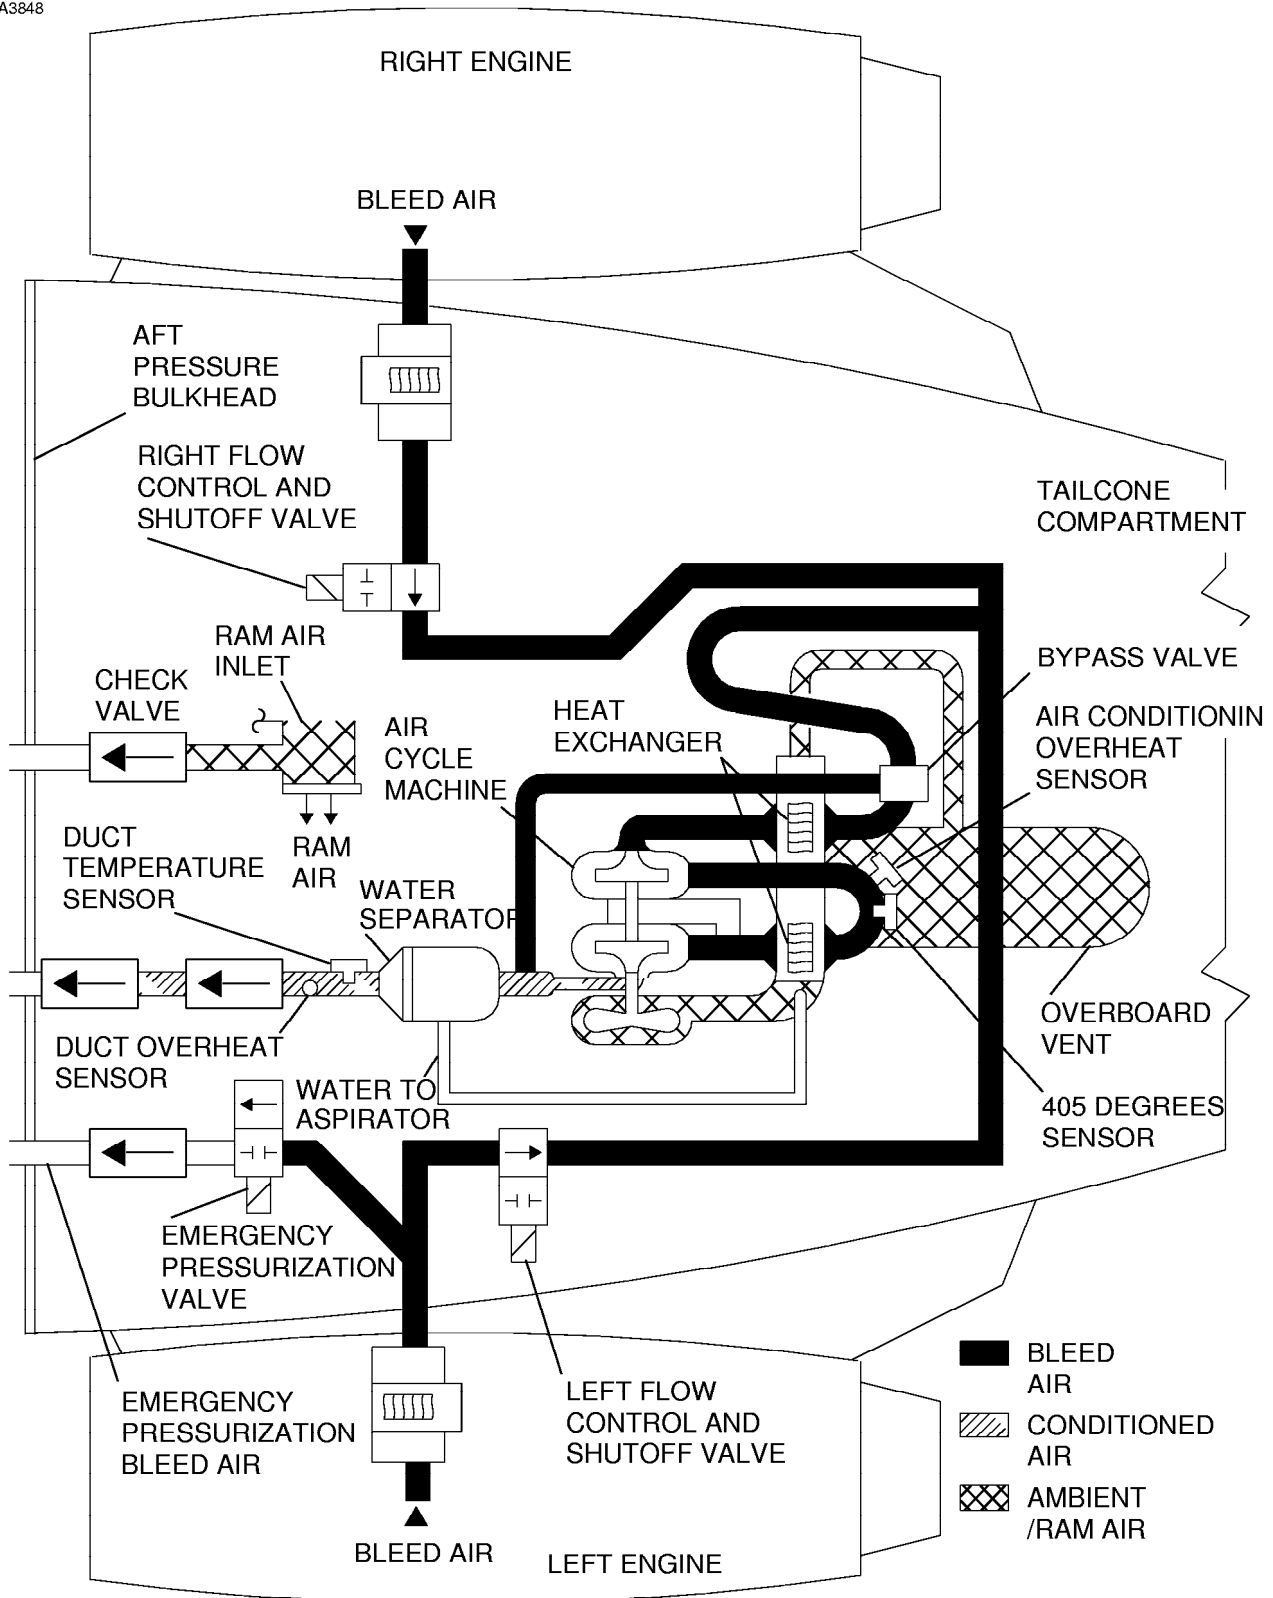 A3848
RIGHT ENGINE
BLEED AIR
AFT
PRESSURE
BULKHEAD
RIGHT FLOW
CONTROL AND
SHUTOFF VALVE
TAILCONE
COMPARTMENT
RAM AIR
INLET
CHECK
VALVE
BYPASS VALVE
HEAT
EXCHANGER
AIR
CYCLE
MACHINE
AIR CONDITIONIN
OVERHEAT
SENSOR
RAM
AIR
DUCT
TEMPERATURE
SENSOR
WATER
SEPARATOR
OVERBOARD
VENT
DUCT OVERHEAT
SENSOR
WATER TO
ASPIRATOR
405 DEGREES
SENSOR
EMERGENCY
PRESSURIZATION
VALVE
EMERGENCY
PRESSURIZATION
BLEED AIR
LEFT FLOW
CONTROL AND
SHUTOFF VALVE
BLEED AIR
LEFT ENGINE
BLEED
AIR
CONDITIONED
AIR
AMBIENT
/RAM AIR